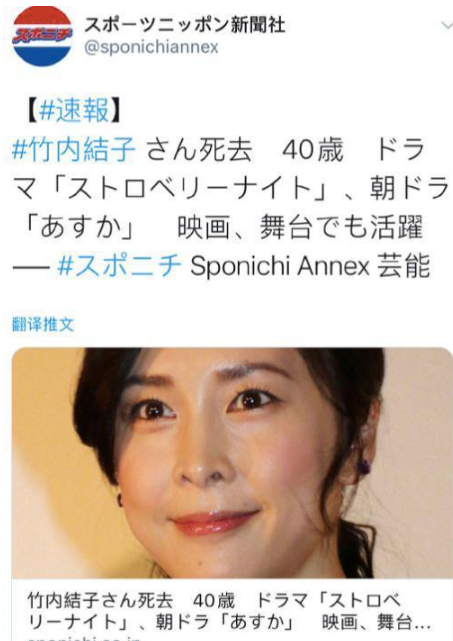 スポニチ
スポーツニッポン新聞社
@sponichiannex
【#速報】
#竹内結子 さん死去　40歳　ドラ
マ「ストロベリーナイト」、朝ドラ
「あすか」　映画、舞台でも活躍
── #スポニチ Sponichi Annex 芸能
翻译推文
竹内結子さん死去　40歳　ドラマ「ストロベ
リーナイト」、朝ドラ「あすか」　映画、舞台...